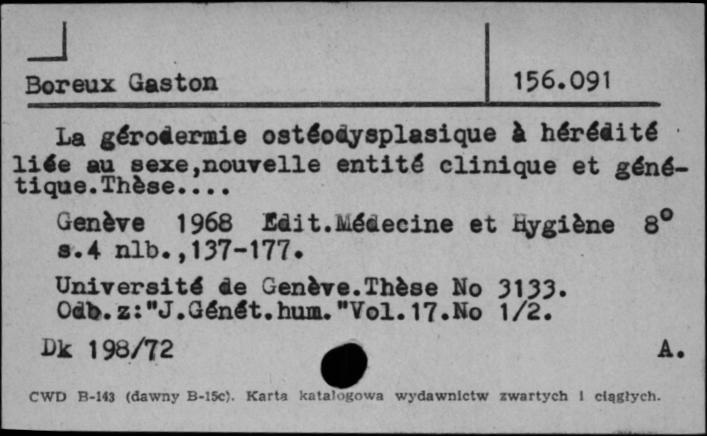 Boreux Gaston
156.091
La gérodermie ostéodysplasique à hérédité
liée au sexe,nouvelle entité clinique et géné-
tique.Thèse....
Genève 1968 Edit.Médecine et Hygiène 8°
s.4 nlb.,137-177.
Université de Genève.Thèse No 3133.
Odb.z:"J.Génét.hum."Vol.17.No 1/2.
Dk 198/72 A.
CWD B-143 (dawny B-15c). Karta katalogowa wydawnictw zwartych i ciągłych.